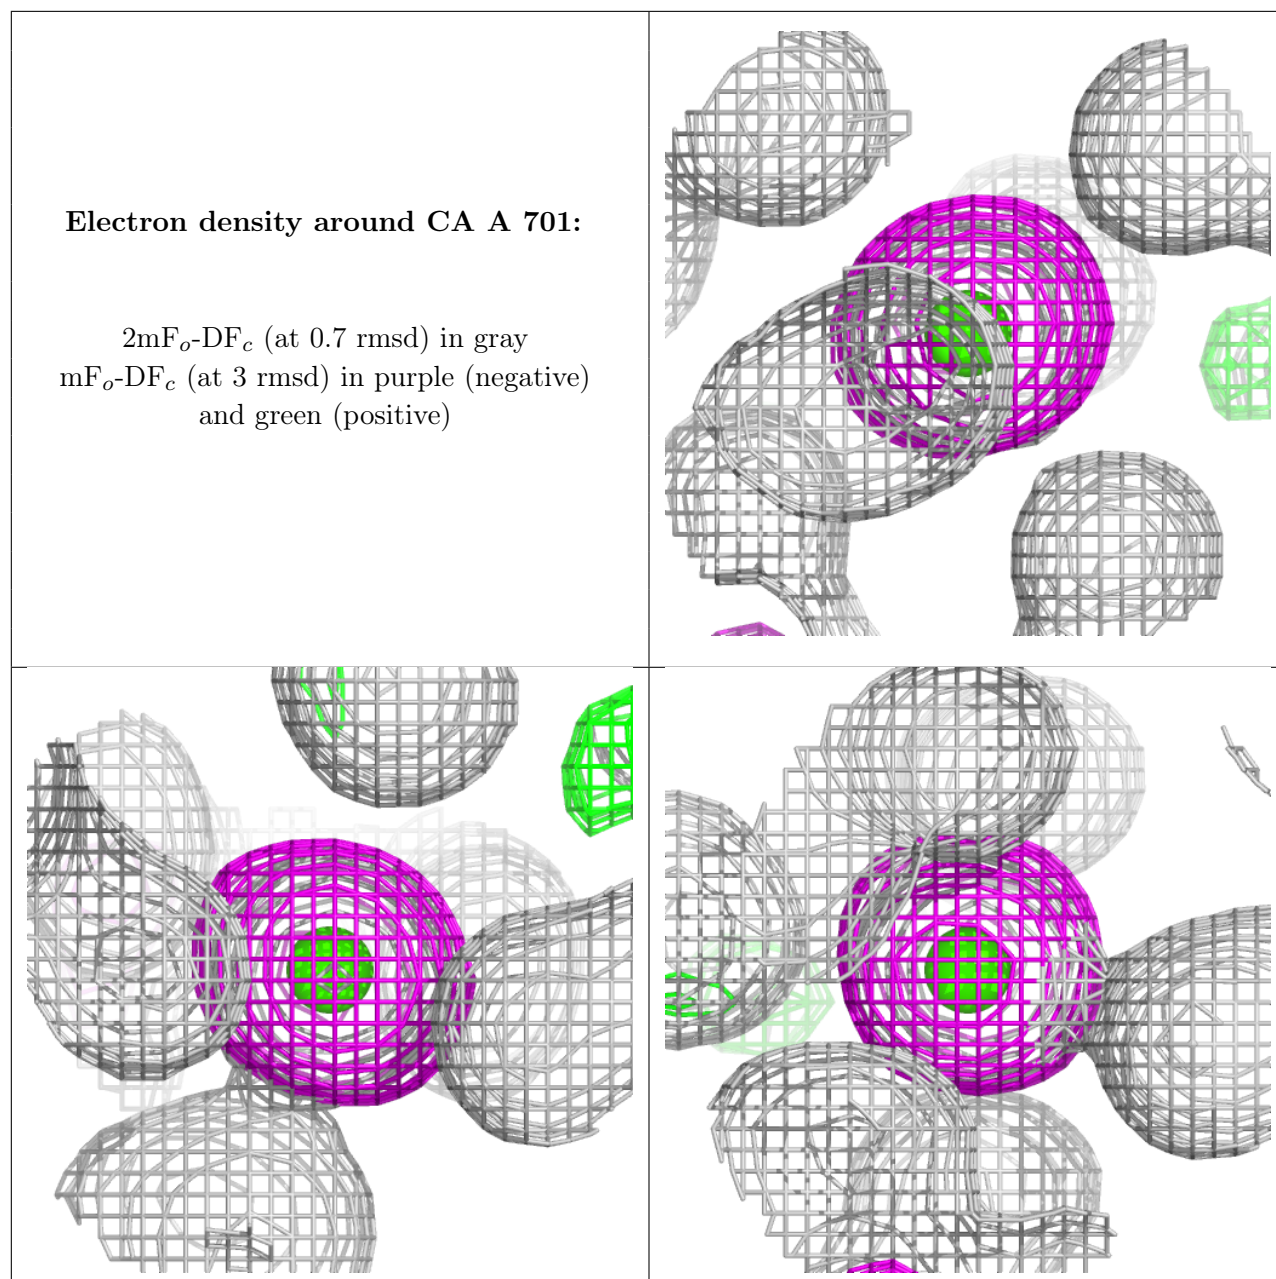 Electron density around CA A 701:
2mFo-DFc (at 0.7 rmsd) in gray
mFo-DFc (at 3 rmsd) in purple (negative)
and green (positive)